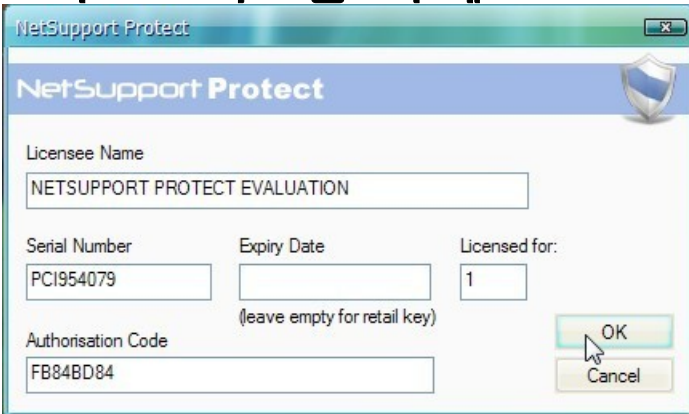 NetSupport Protect
NetSupport Protect
Licensee Name
NETSUPPORT PROTECT EVALUATION
Serial Number Expiry Date Licensed for:
PCI954079 1
(leave empty for retail key)
Authorisation Code
FB84BD84
OK
Cancel